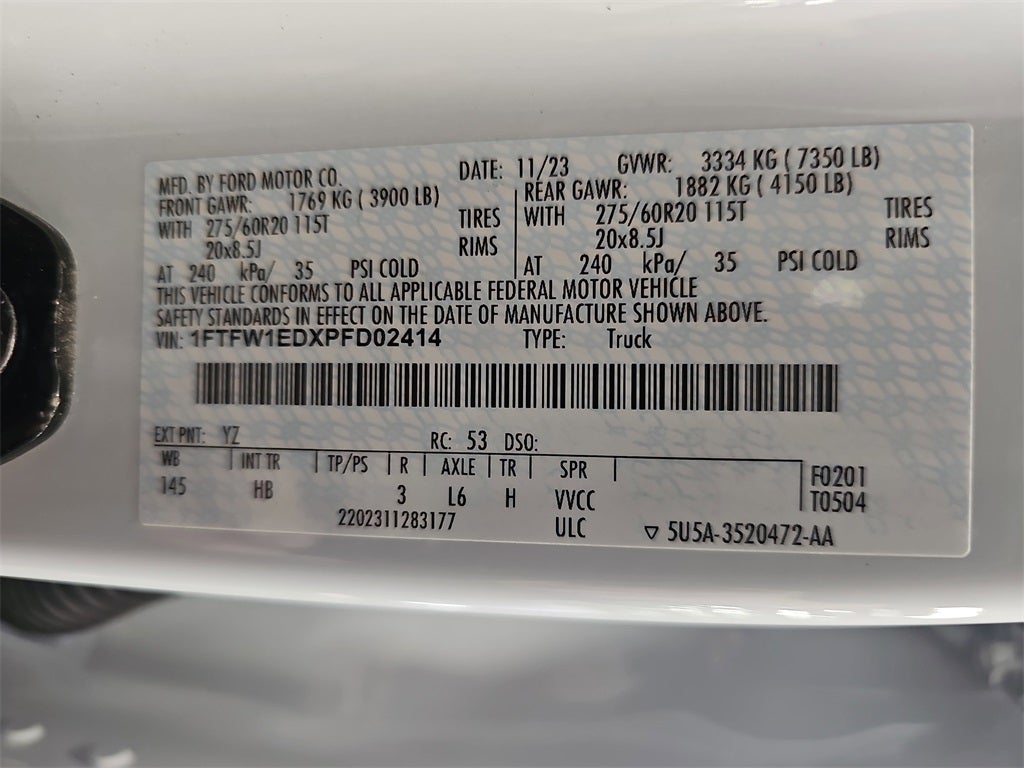 MFD. BY FORD MOTOR CO. DATE: 11/23 GVWR: 3334 KG ( 7350 LB)
FRONT GAWR: 1769 KG ( 3900 LB) REAR GAWR: 1882 KG ( 4150 LB)
WITH 275/60R20 115T TIRES WITH 275/60R20 115T TIRES
20x8.5J RIMS 20x8.5J RIMS
AT 240 kPa/ 35 PSI COLD AT 240 kPa/ 35 PSI COLD
THIS VEHICLE CONFORMS TO ALL APPLICABLE FEDERAL MOTOR VEHICLE
SAFETY STANDARDS IN EFFECT ON THE DATE OF MANUFACTURE SHOWN ABOVE.
VIN: 1FTFW1EDXPFD02414 TYPE: Truck
EXT PNT: YZ RC: 53 DSO:
WB INT TR TP/PS R AXLE TR SPR F0201
145 HB 3 L6 H VVCC T0504
2202311283177 ULC 5U5A-3520472-AA